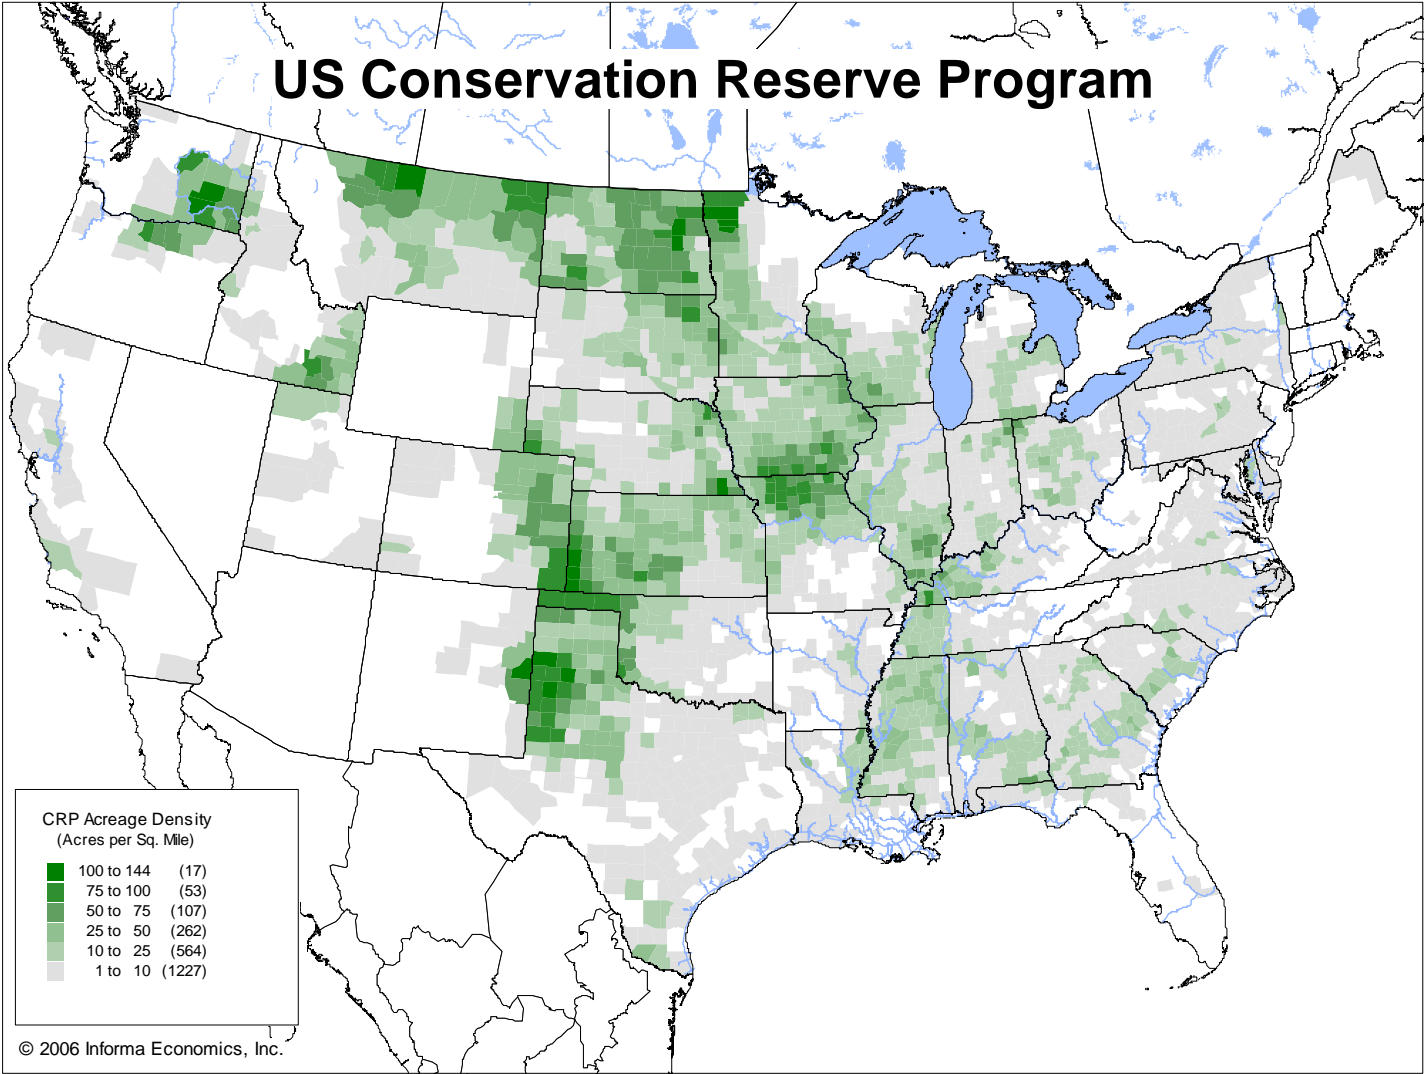 US Conservation Reserve Program
CRP Acreage Density
(Acres per Sq. Mile)
100 to 144 (17)
75 to 100 (53)
50 to 75 (107)
25 to 50 (262)
10 to 25 (564)
1 to 10 (1227)
© 2006 Informa Economics, Inc.